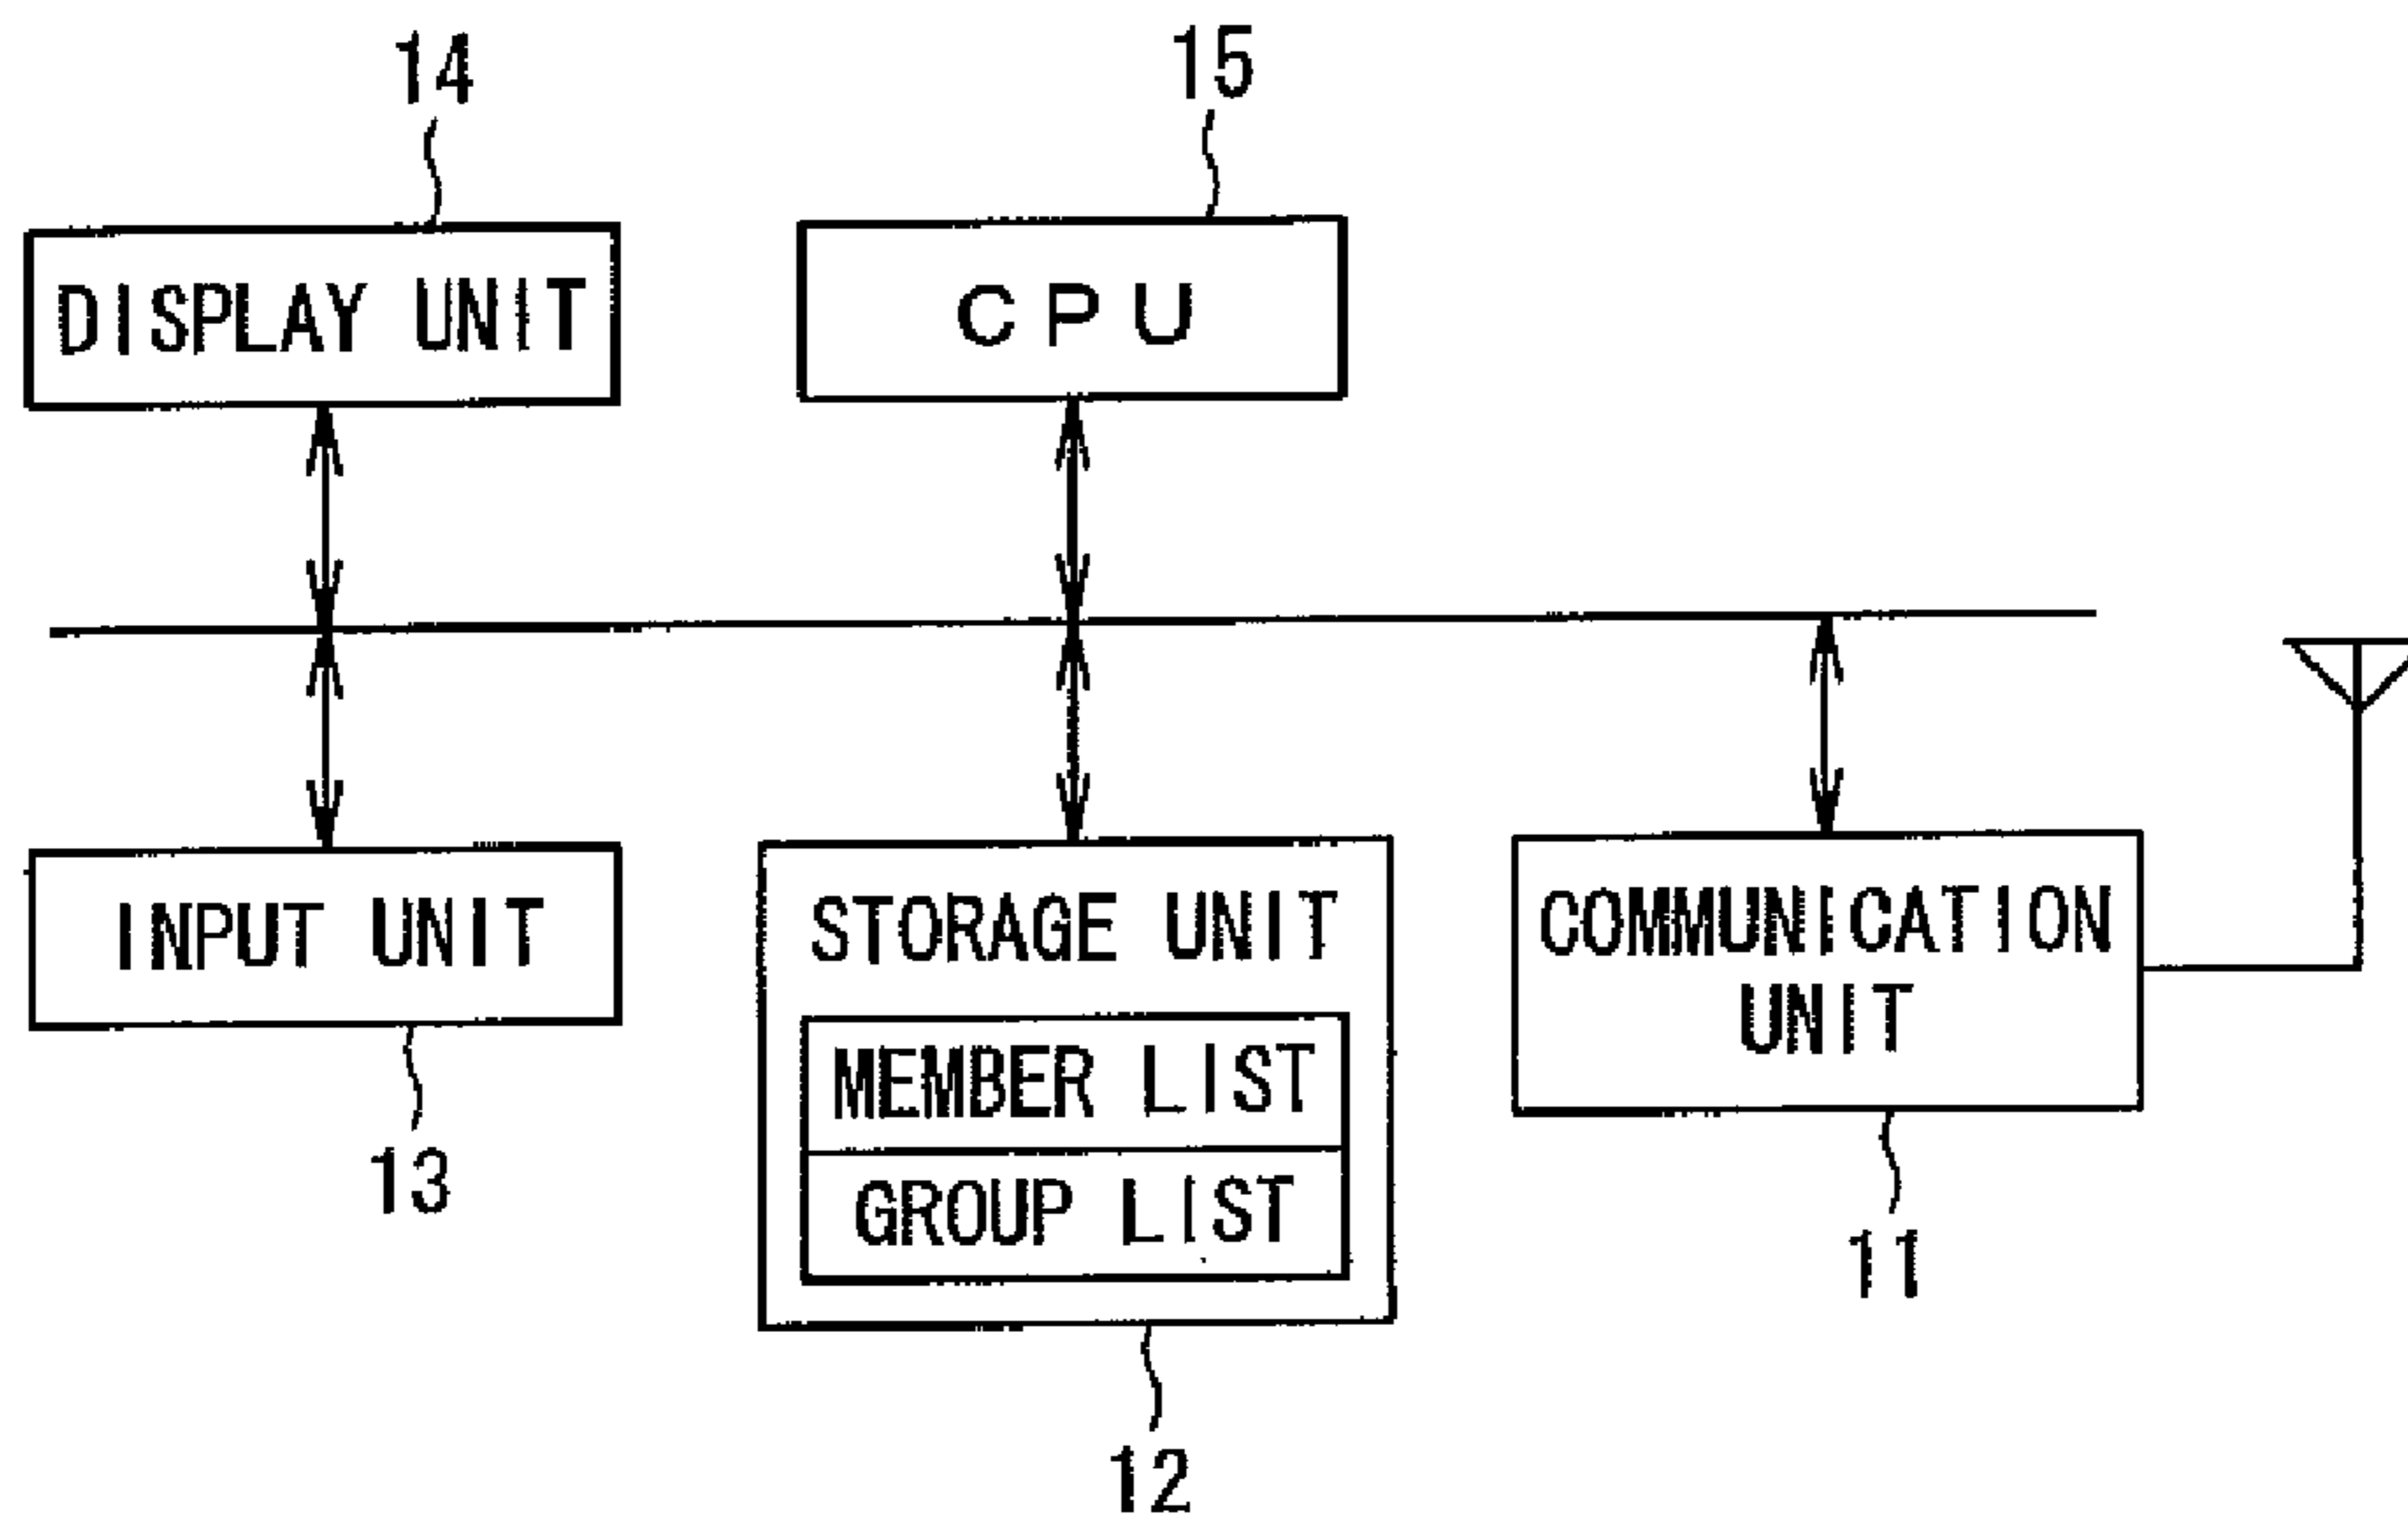 14
15
DISPLAY UNIT
CPU
INPUT UNIT
STORAGE UNIT
COMMUNICATION
UNIT
MEMBER LIST
GROUP LIST
13
11
12